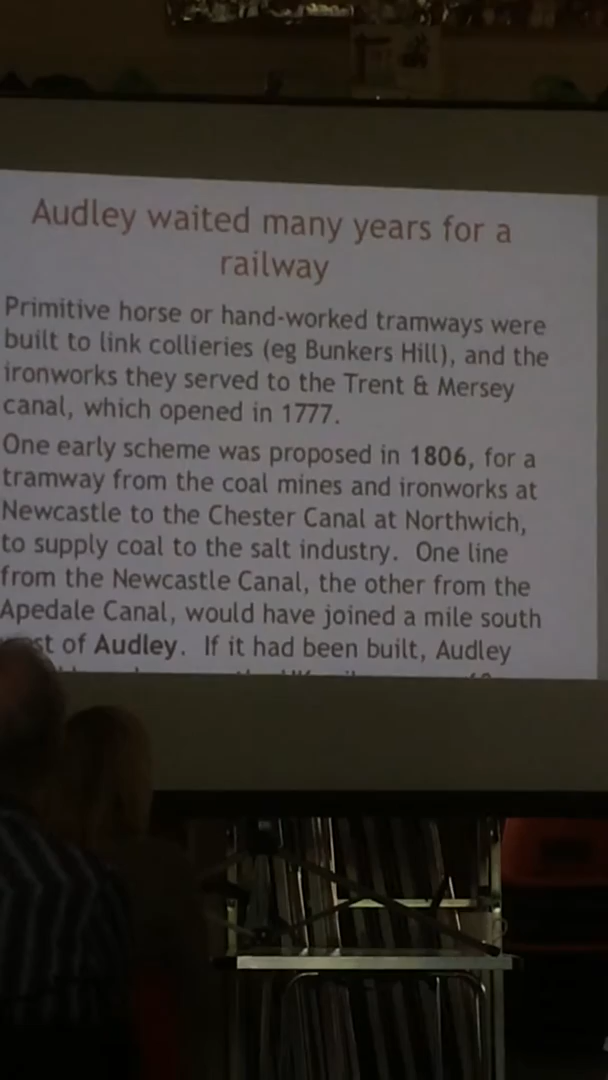 Audley waited many years for a
railway
Primitive horse or hand-worked tramways were
built to link collieries (eg Bunkers Hill), and the
ironworks they served to the Trent & Mersey
canal, which opened in 1777.
One early scheme was proposed in 1806, for a
tramway from the coal mines and ironworks at
Newcastle to the Chester Canal at Northwich,
to supply coal to the salt industry. One line
from the Newcastle Canal, the other from the
Apedale Canal, would have joined a mile south
of Audley. If it had been built, Audley